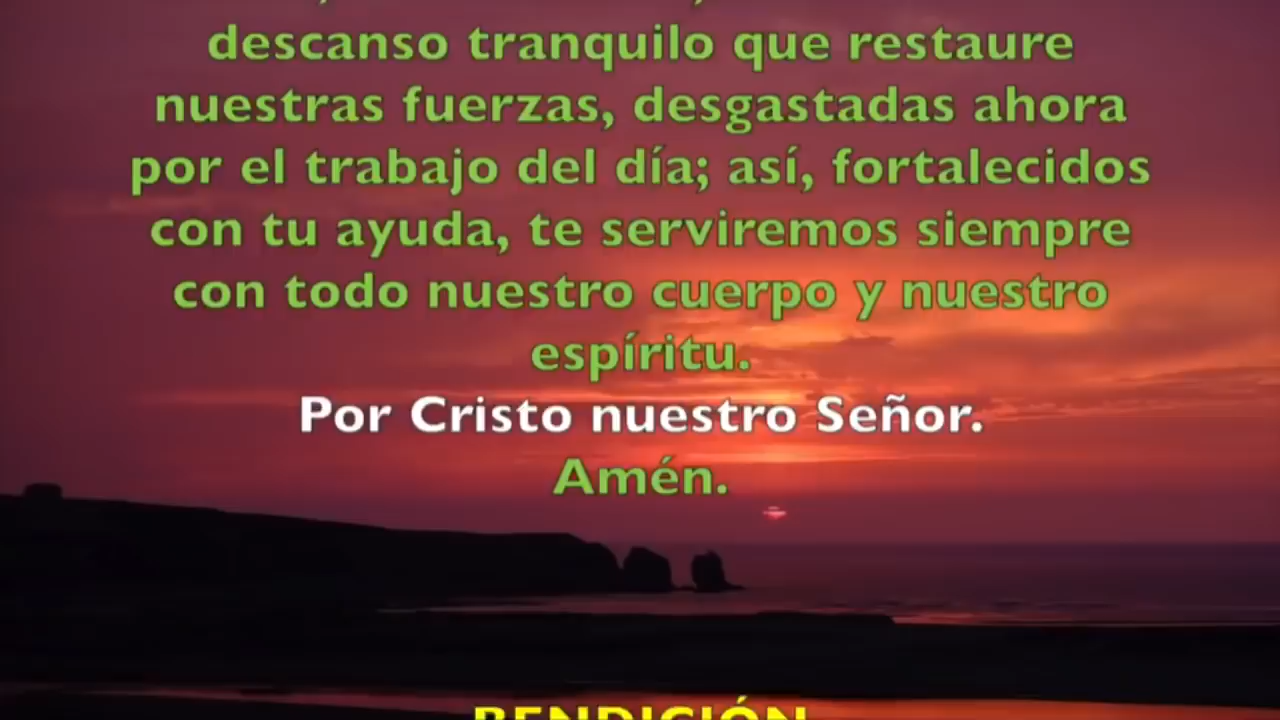 descanso tranquilo que restaure
nuestras fuerzas, desgastadas ahora
por el trabajo del día; así, fortalecidos
con tu ayuda, te serviremos siempre
con todo nuestro cuerpo y nuestro
espíritu.
Por Cristo nuestro Señor.
Amén.
BENDICIÓN